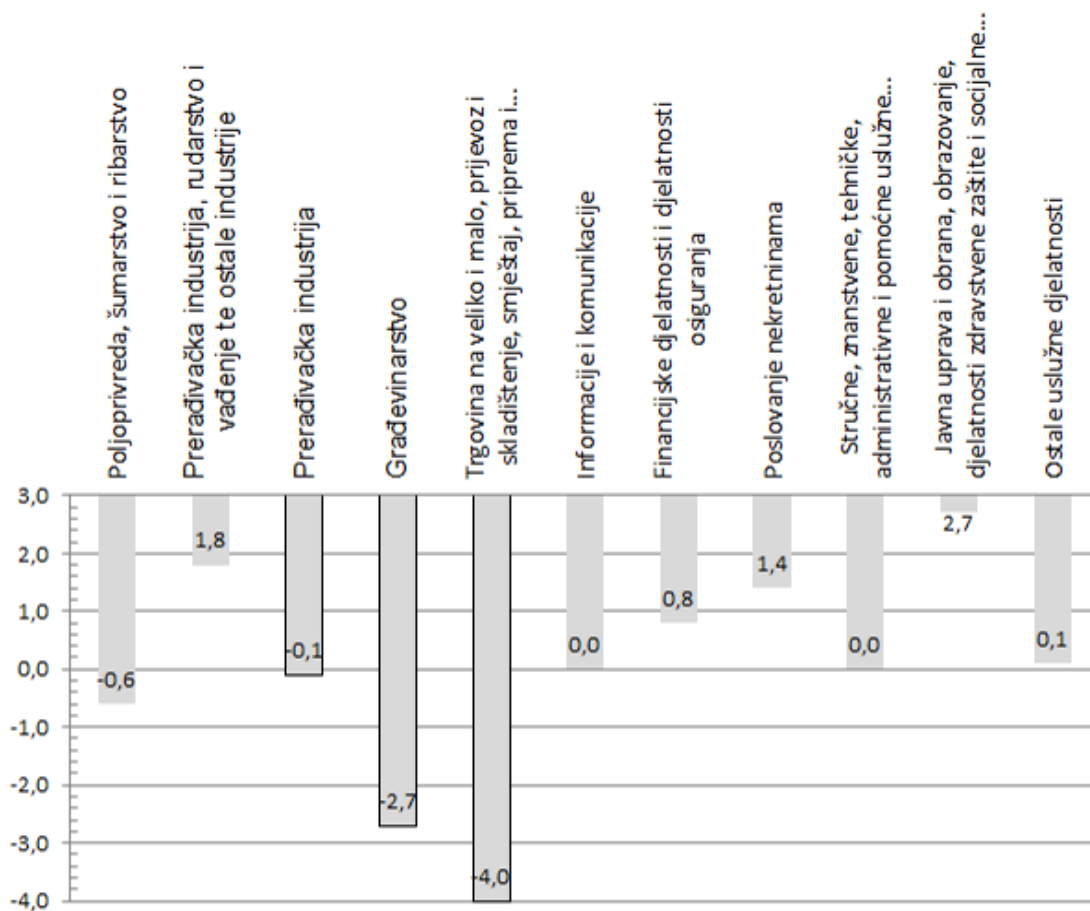 Poljoprivreda, šumarstvo i ribarstvo
Prerađivačka industrija, rudarstvo i
vađenje te ostale industrije
Prerađivačka industrija
Građevinarstvo
Trgovina na veliko i malo, prijevoz i
skladištenje, smještaj, priprema i...
Informacije i komunikacije
Financijske djelatnosti i djelatnosti
osiguranja
Poslovanje nekretninama
Stručne, znanstvene, tehničke,
administrativne i pomoćne uslužne...
Javna uprava i obrana, obrazovanje,
djelatnosti zdravstvene zaštite i socijalne...
Ostale uslužne djelatnosti
3,0
2,0
1,0
0,0
-1,0
-2,0
-3,0
-4,0
-0,6
1,8
-0,1
-2,7
-4,0
0,0
0,8
1,4
0,0
2,7
0,1